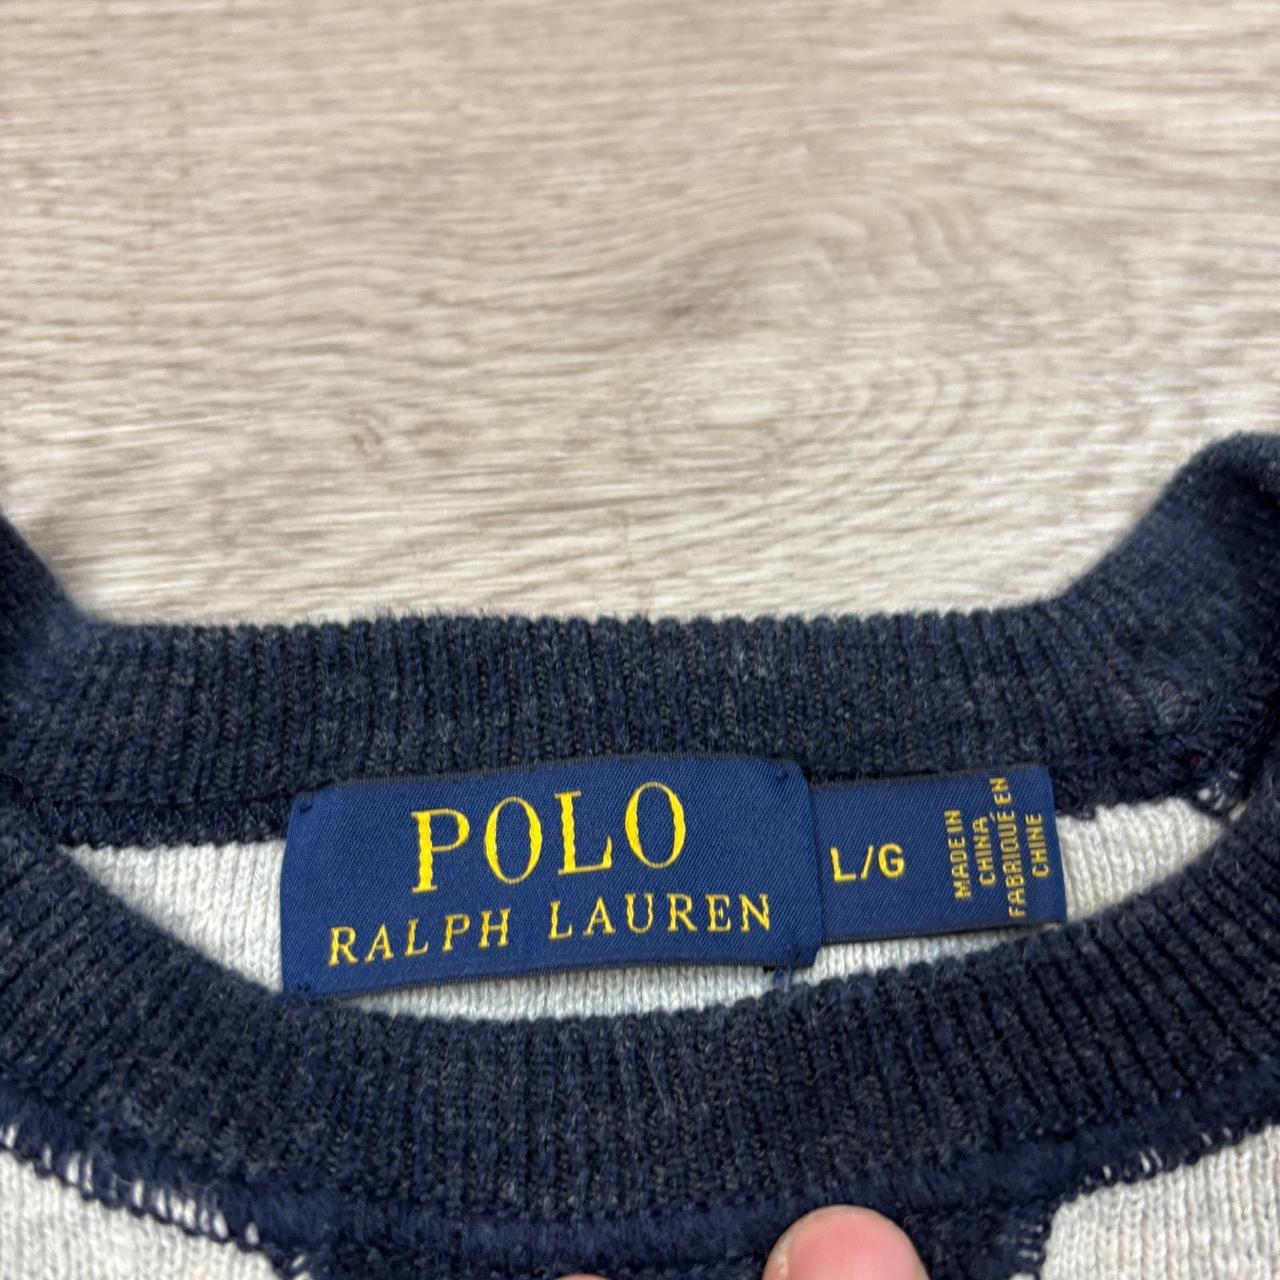 POLO
RALPH LAUREN
L/G
MADE IN
CHINA
FABRIQUÉ EN
CHINE